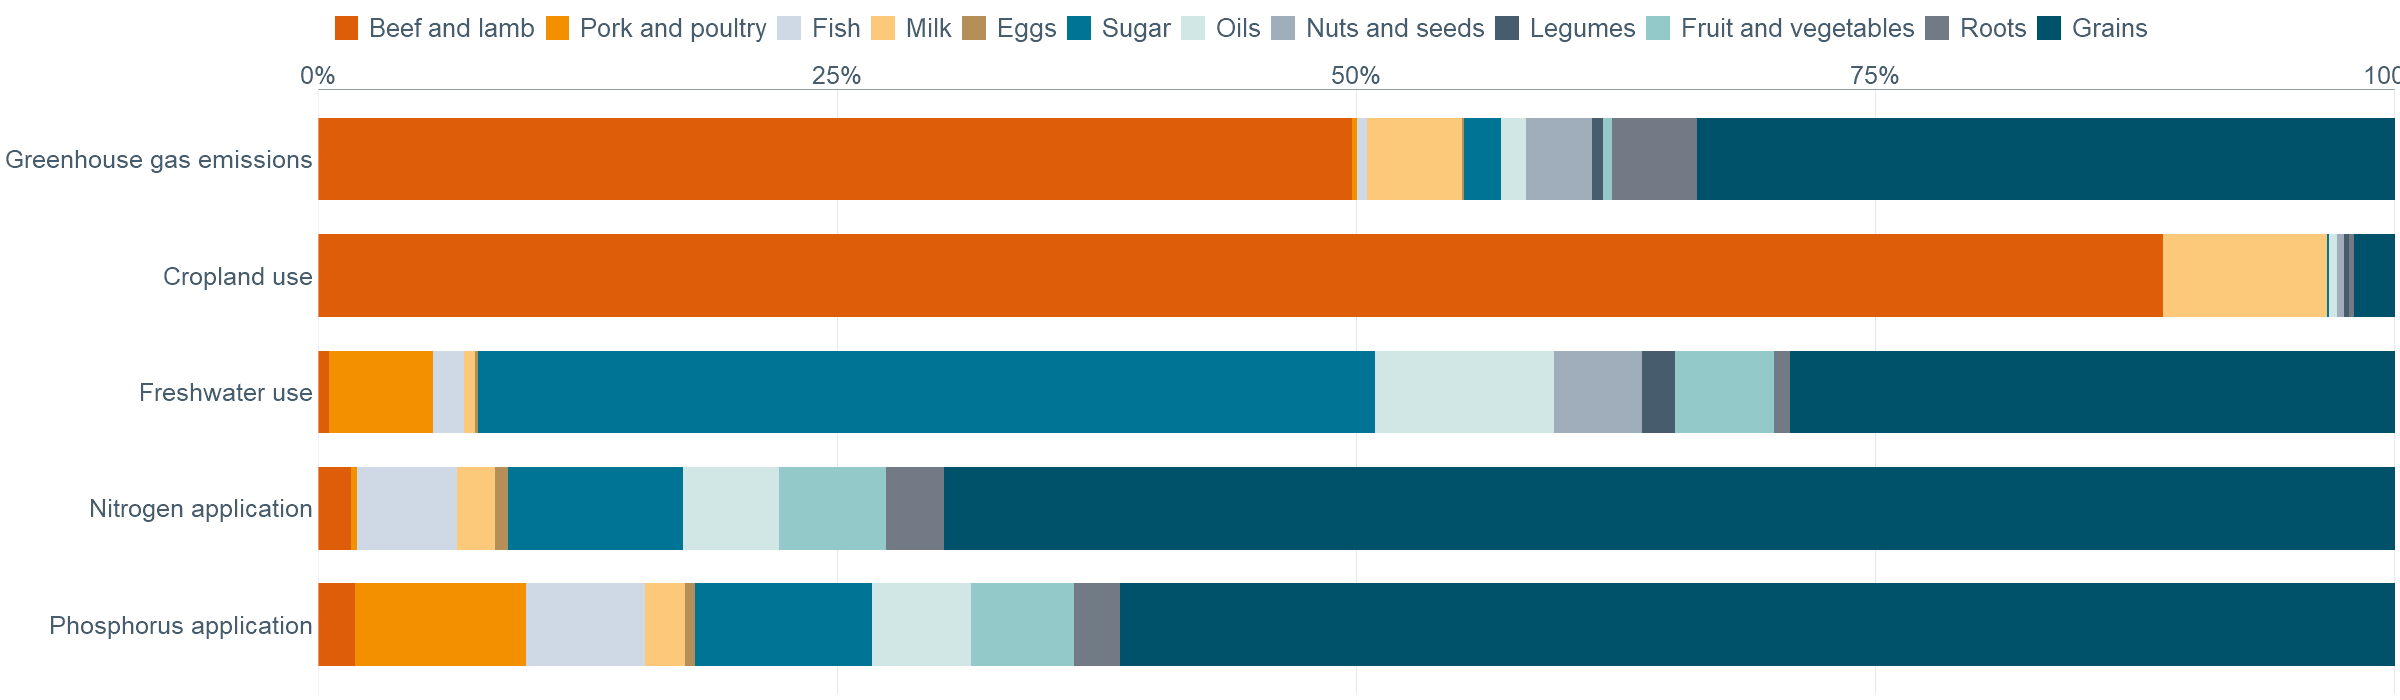 Beef and lamb Pork and poultry Fish Milk Eggs Sugar Oils Nuts and seeds Legumes Fruit and vegetables Roots Grains
0% 25% 50% 75% 100
Greenhouse gas emissions
Cropland use
Freshwater use
Nitrogen application
Phosphorus application